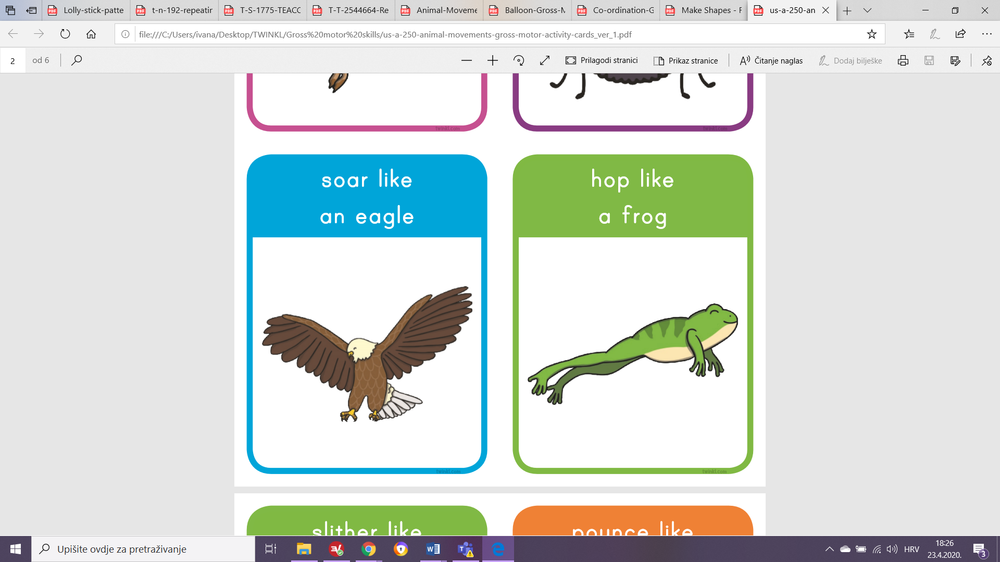 Lolly-stick-patte
t-n-192-repeatir
T-S-1775-TEACC
T-T-2544664-Re
Animal-Moveme
Balloon-Gross-M
Co-ordination-G
Make Shapes - F
us-a-250-an
file:///C:/Users/ivana/Desktop/TWINKL/Gross%20motor%20skills/us-a-250-animal-movements-gross-motor-activity-cards_ver_1.pdf
2 od 6
Prilagodi stranici
Prikaz stranice
Čitanje naglas
Dodaj bilješke
twinkl.com
twinkl.com
soar like
an eagle
twinkl.com
hop like
a frog
twinkl.com
slither like
pounce like
Upišite ovdje za pretraživanje
HRV
18:26
23.4.2020.
3